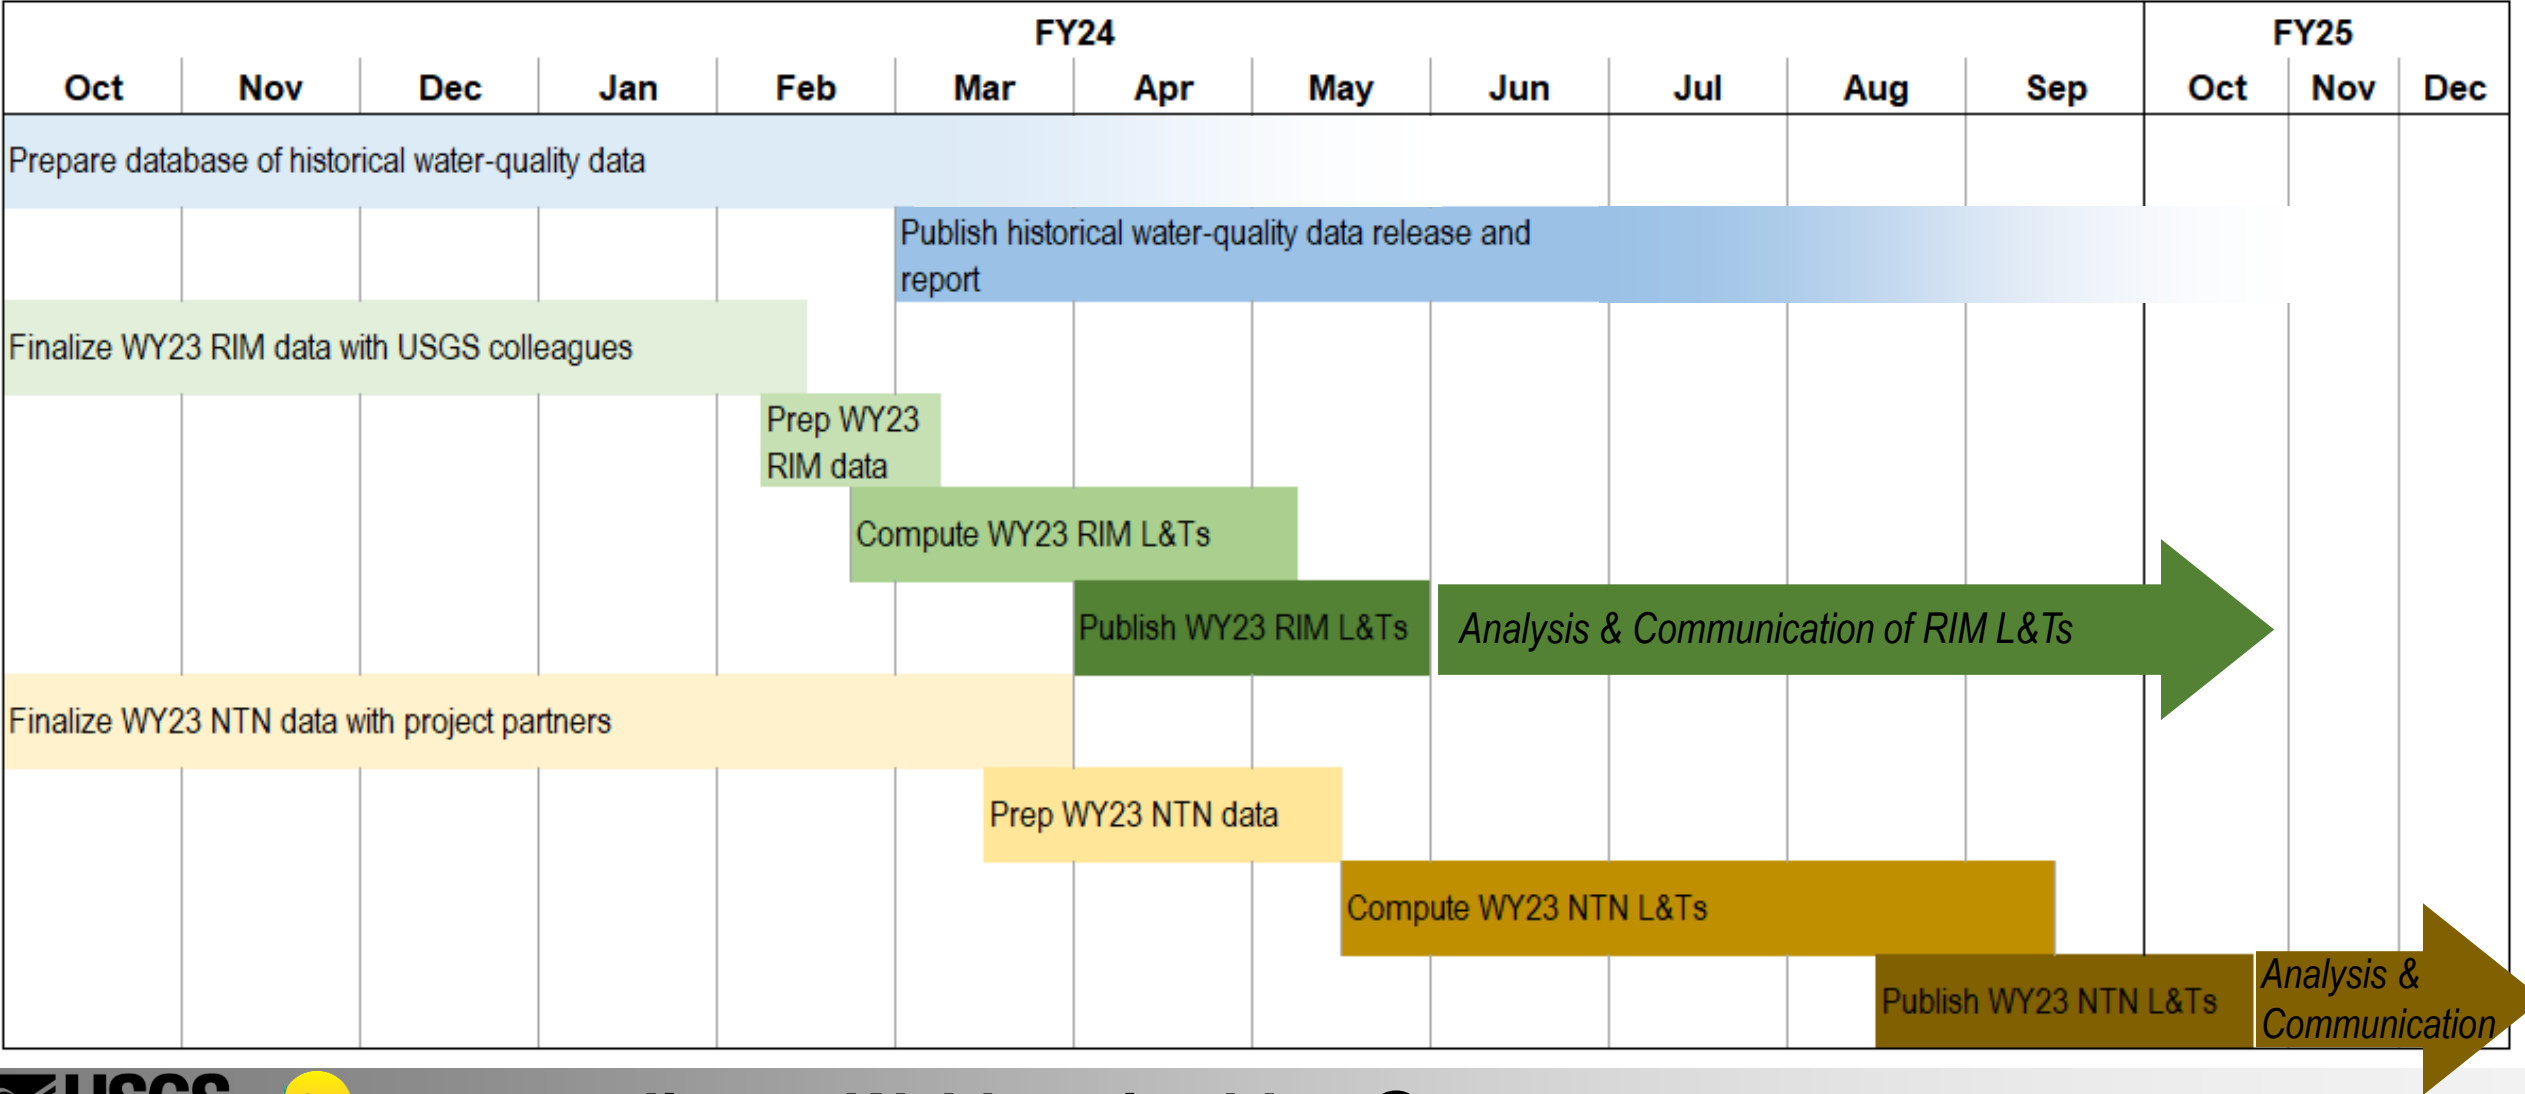 FY24 FY25
Oct Nov Dec Jan Feb Mar Apr May Jun Jul Aug Sep Oct Nov Dec
Prepare database of historical water-quality data
Publish historical water-quality data release and
report
Finalize WY23 RIM data with USGS colleagues
Prep WY23
RIM data
Compute WY23 RIM L&Ts
Publish WY23 RIM L&Ts
Analysis & Communication of RIM L&Ts
Finalize WY23 NTN data with project partners
Prep WY23 NTN data
Compute WY23 NTN L&Ts
Publish WY23 NTN L&Ts
Analysis &
Communication
USGS